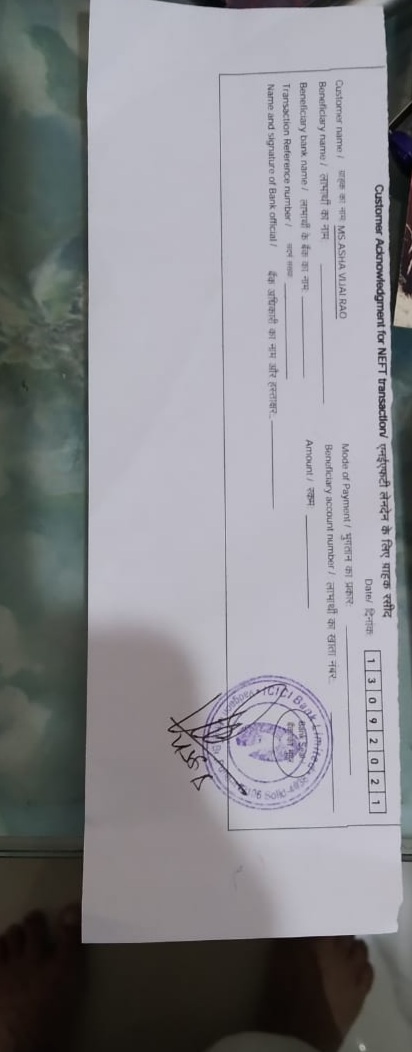 Customer Acknowledgment for NEFT transaction/ एनईएफटी लेनदेन के लिए ग्राहक रसीद
Date/ दिनांक: 1 3 0 9 2 0 2 1
Customer name / ग्राहक का नाम MS.ASHA VIJAI RAO
Mode of Payment / भुगतान का प्रकार:
Beneficiary name / लाभार्थी का नाम
Beneficiary account number / लाभार्थी का खाता नंबर:
Beneficiary bank name / लाभार्थी के बैंक का नाम:
Amount / रकम:
Transaction Reference number /
Name and signature of Bank official / बैंक अधिकारी का नाम और हस्ताक्षर:
ICICI Bank Limited